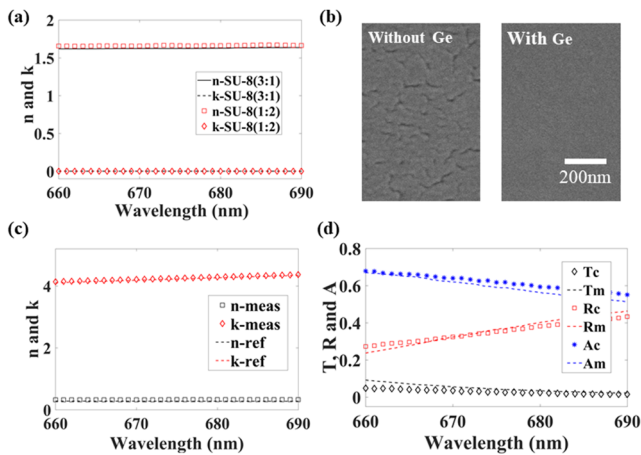 (a)
2
1.5
1
0.5
0
n and k
n-SU-8(3:1)
k-SU-8(3:1)
n-SU-8(1:2)
k-SU-8(1:2)
660 670 680 690
Wavelength (nm)
(b)
Without Ge
With Ge
200nm
(c)
4
2
0
n and k
n-meas
k-meas
n-ref
k-ref
660 670 680 690
Wavelength (nm)
(d)
0.8
0.6
0.4
0.2
0
T, R and A
Tc
Tm
Rc
Rm
Ac
Am
660 670 680 690
Wavelength (nm)